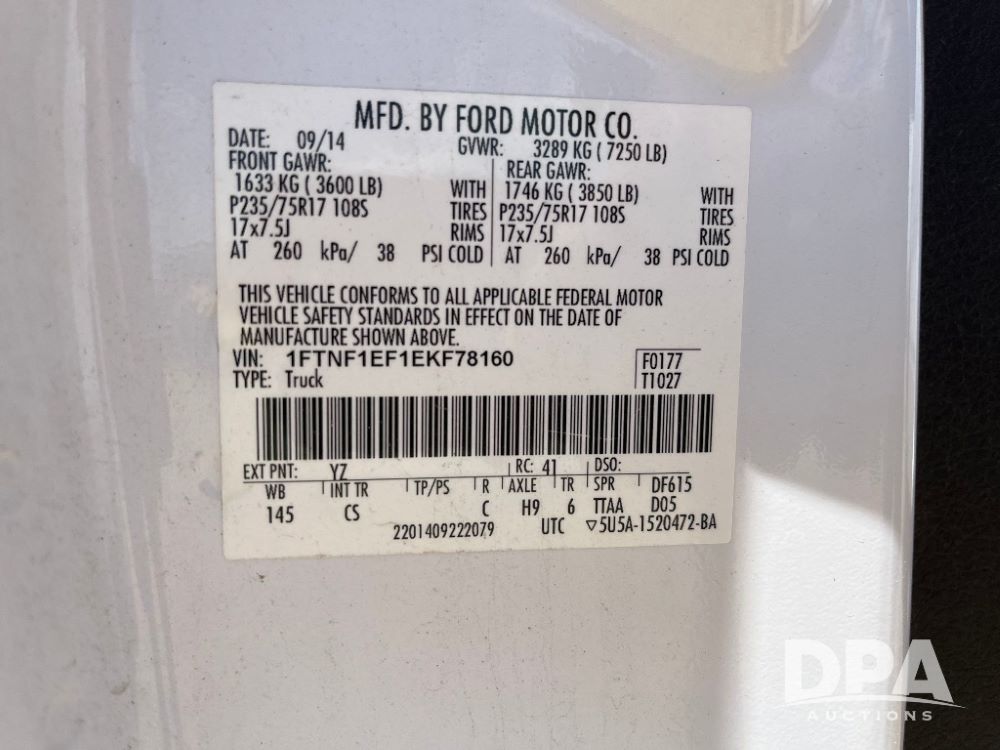 MFD. BY FORD MOTOR CO.
DATE: 09/14 GVWR: 3289 KG ( 7250 LB)
FRONT GAWR: REAR GAWR:
1633 KG ( 3600 LB) WITH 1746 KG ( 3850 LB) WITH
P235/75R17 108S TIRES P235/75R17 108S TIRES
17x7.5J RIMS 17x7.5J RIMS
AT 260 kPa/ 38 PSI COLD AT 260 kPa/ 38 PSI COLD
THIS VEHICLE CONFORMS TO ALL APPLICABLE FEDERAL MOTOR
VEHICLE SAFETY STANDARDS IN EFFECT ON THE DATE OF
MANUFACTURE SHOWN ABOVE.
VIN: 1FTNF1EF1EKF78160 F0177
TYPE: Truck T1027
EXT PNT: YZ RC: 41 DSO:
WB INT TR TP/PS R AXLE TR SPR DF615
145 CS C H9 6 TTAA D05
2201409222079 UTC ▽5U5A-1520472-BA
DPA
AUCTIONS